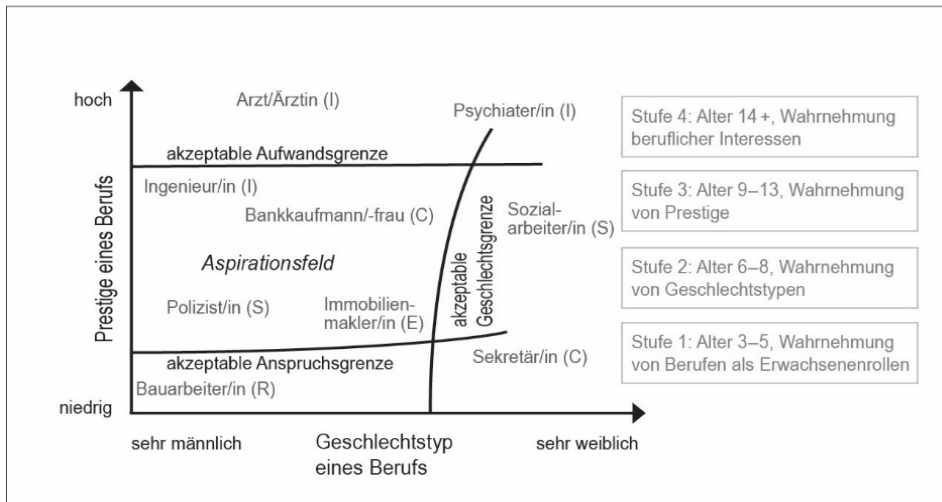 hoch
Arzt/Ärztin (I)
Psychiater/in (I)
akzeptable Aufwandsgrenze
Ingenieur/in (I)
Bankkaufmann/-frau (C)
Sozial-
arbeiter/in (S)
Aspirationsfeld
Polizist/in (S)
Immobilien-
makler/in (E)
akzeptable
Geschlechtsgrenze
akzeptable Anspruchsgrenze
Sekretär/in (C)
Bauarbeiter/in (R)
niedrig
Prestige eines Berufs
sehr männlich
Geschlechtstyp
eines Berufs
sehr weiblich
Stufe 4: Alter 14 +, Wahrnehmung
beruflicher Interessen
Stufe 3: Alter 9–13, Wahrnehmung
von Prestige
Stufe 2: Alter 6–8, Wahrnehmung
von Geschlechtstypen
Stufe 1: Alter 3–5, Wahrnehmung
von Berufen als Erwachsenenrollen